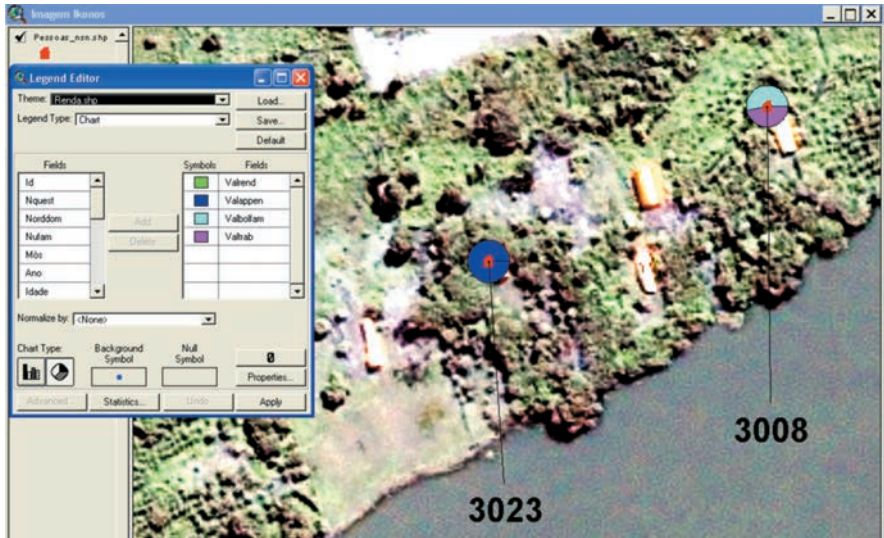 Imagem Ikonos
Pessoas_nsn.shp
Legend Editor
Theme: Renda.shp
Load...
Legend Type: Chart
Save...
Default
Fields
Symbols Fields
Id
Nquest
Norddom
Nufam
Mòs
Ano
Idade
Add
Delete
Valrend
Valappen
Valbolfam
Valtrab
Normalize by: <None>
Chart Type:
Background Symbol
Null Symbol
Properties...
Advanced...
Statistics...
Undo
Apply
3008
3023